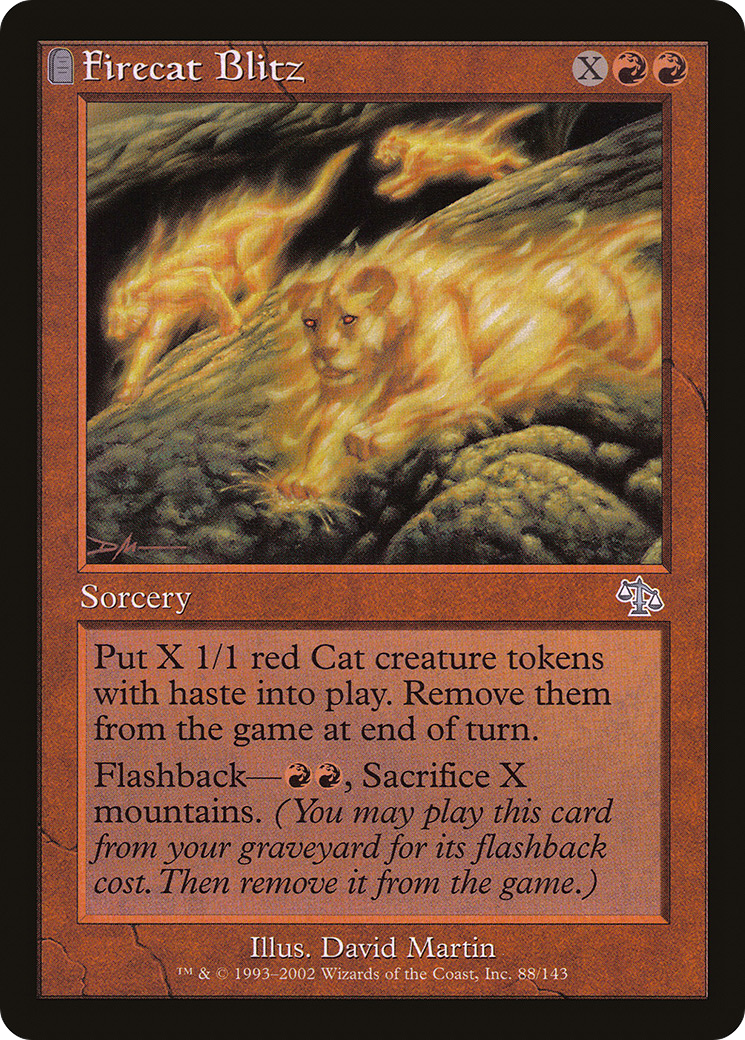 Firecat Blitz X
DM
Sorcery
Put X 1/1 red Cat creature tokens
with haste into play. Remove them
from the game at end of turn.
Flashback—, Sacrifice X
mountains. (You may play this card
from your graveyard for its flashback
cost. Then remove it from the game.)
Illus. David Martin
™ & © 1993–2002 Wizards of the Coast, Inc. 88/143